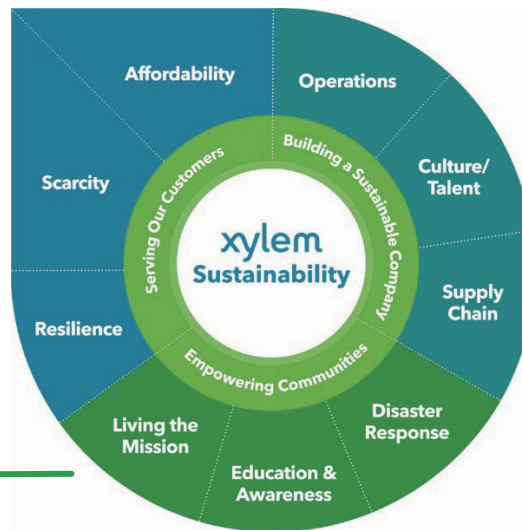 Affordability
Operations
Scarcity
Culture/
Talent
Serving Our Customers
Building a Sustainable Company
xylem
Sustainability
Resilience
Supply
Chain
Empowering Communities
Living the
Mission
Disaster
Response
Education &
Awareness